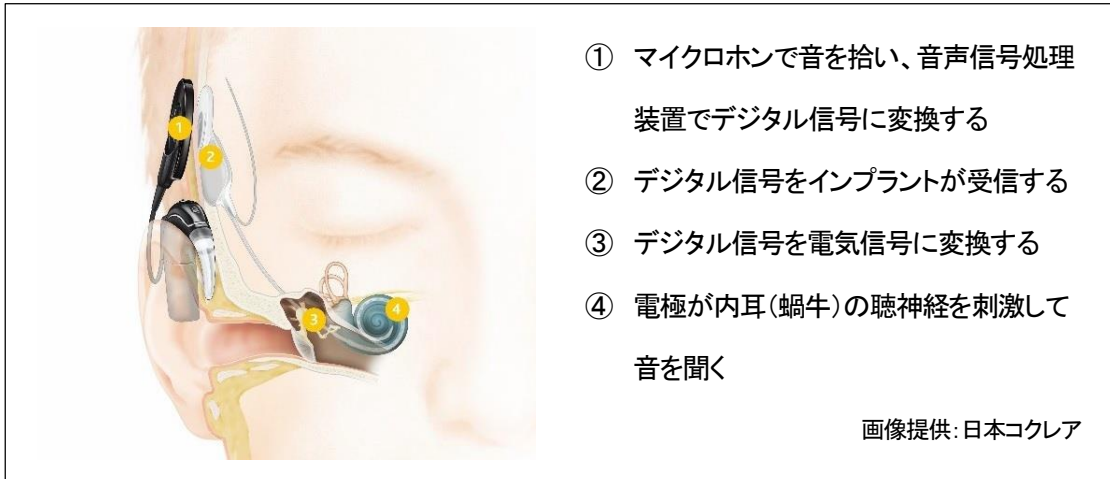 ① マイクロホンで音を拾い、音声信号処理
装置でデジタル信号に変換する
② デジタル信号をインプラントが受信する
③ デジタル信号を電気信号に変換する
④ 電極が内耳(蝸牛)の聴神経を刺激して
音を聞く
画像提供:日本コクレア
1
2
3
4